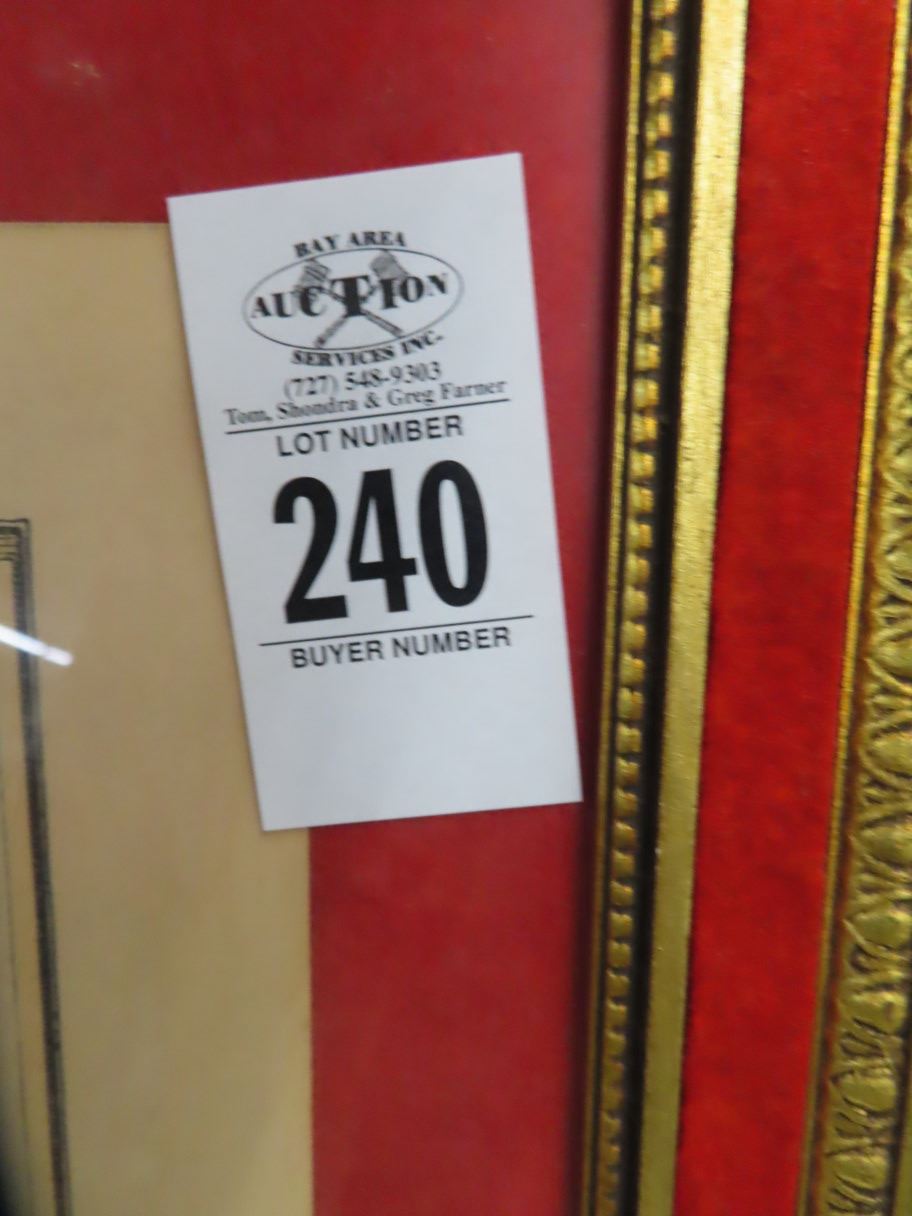 BAY AREA
AUCTION
SERVICES INC.
(727) 548-9303
Tom, Shondra & Greg Farner
LOT NUMBER
240
BUYER NUMBER